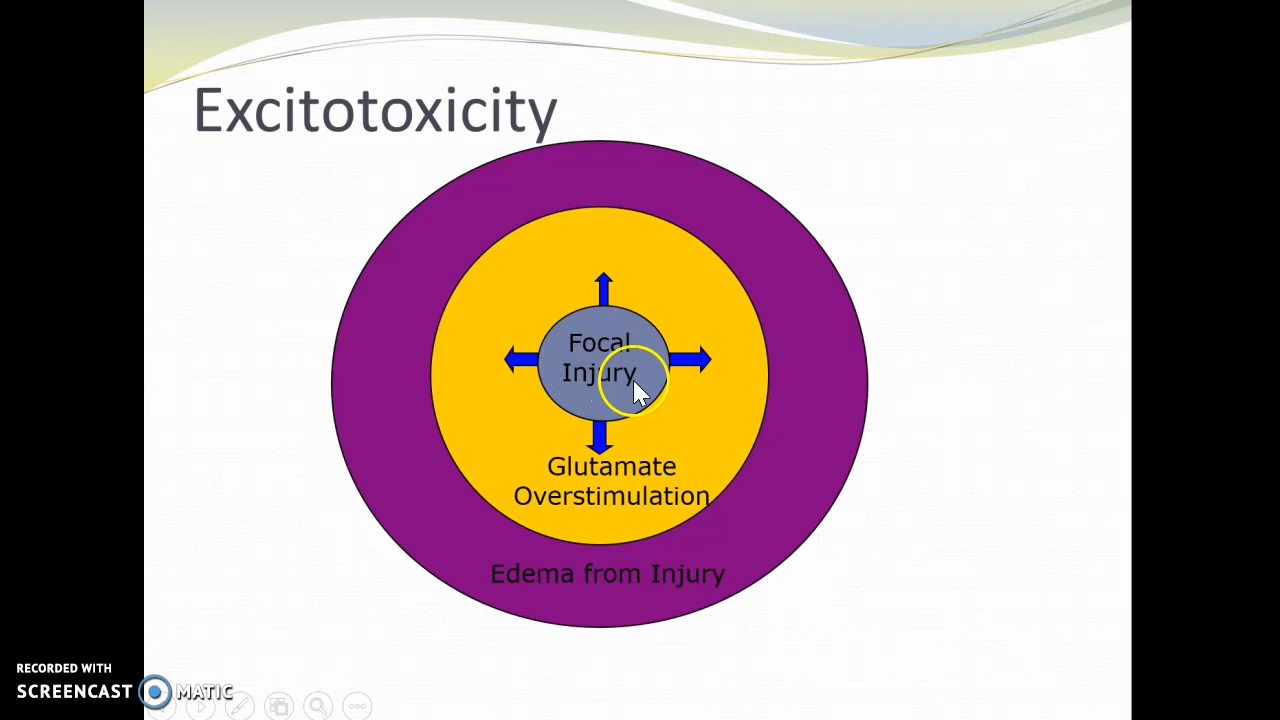 Excitotoxicity
Focal
Injury
Glutamate
Overstimulation
Edema from Injury
RECORDED WITH
SCREENCAST MATIC